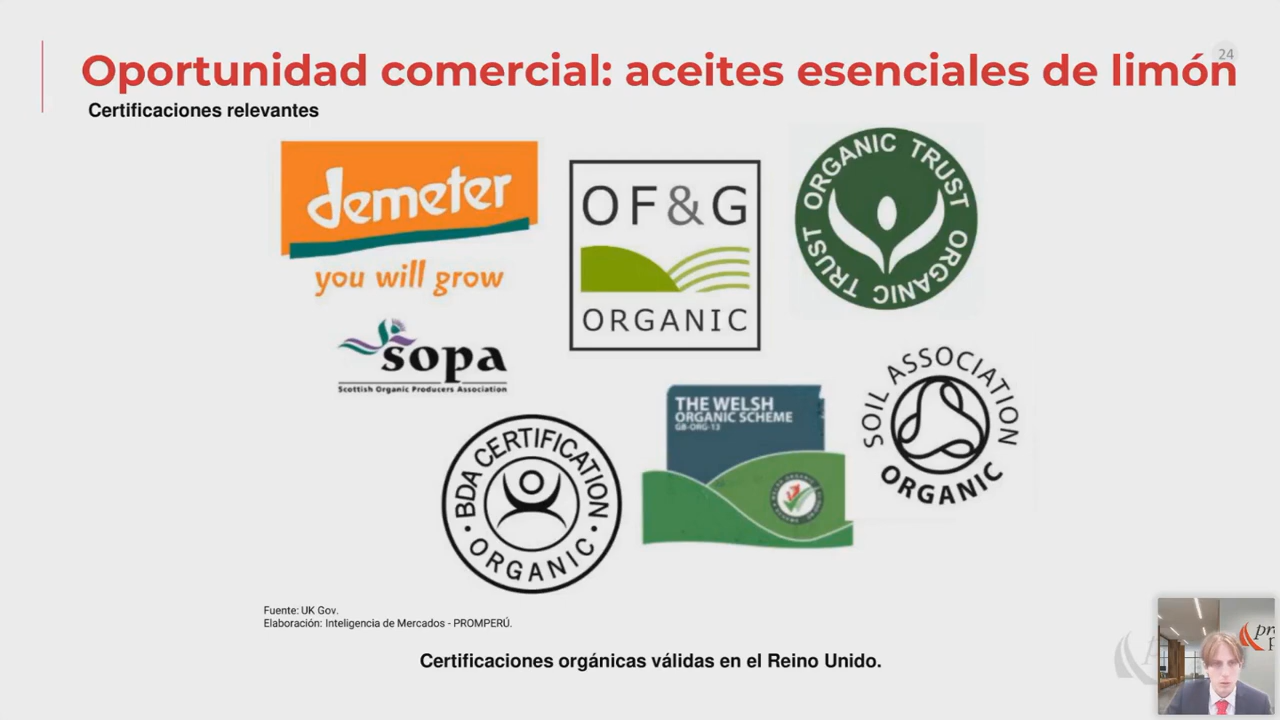 24
Oportunidad comercial: aceites esenciales de limón
Certificaciones relevantes
demeter
you will grow
OF&G
ORGANIC
ORGANIC TRUST ORGANIC TRUST
sopa
Scottish Organic Producers Association
BDA CERTIFICATION
· ORGANIC ·
THE WELSH
ORGANIC SCHEME
GB-ORG-13
SOIL ASSOCIATION
ORGANIC
Fuente: UK Gov.
Elaboración: Inteligencia de Mercados - PROMPERÚ.
Certificaciones orgánicas válidas en el Reino Unido.